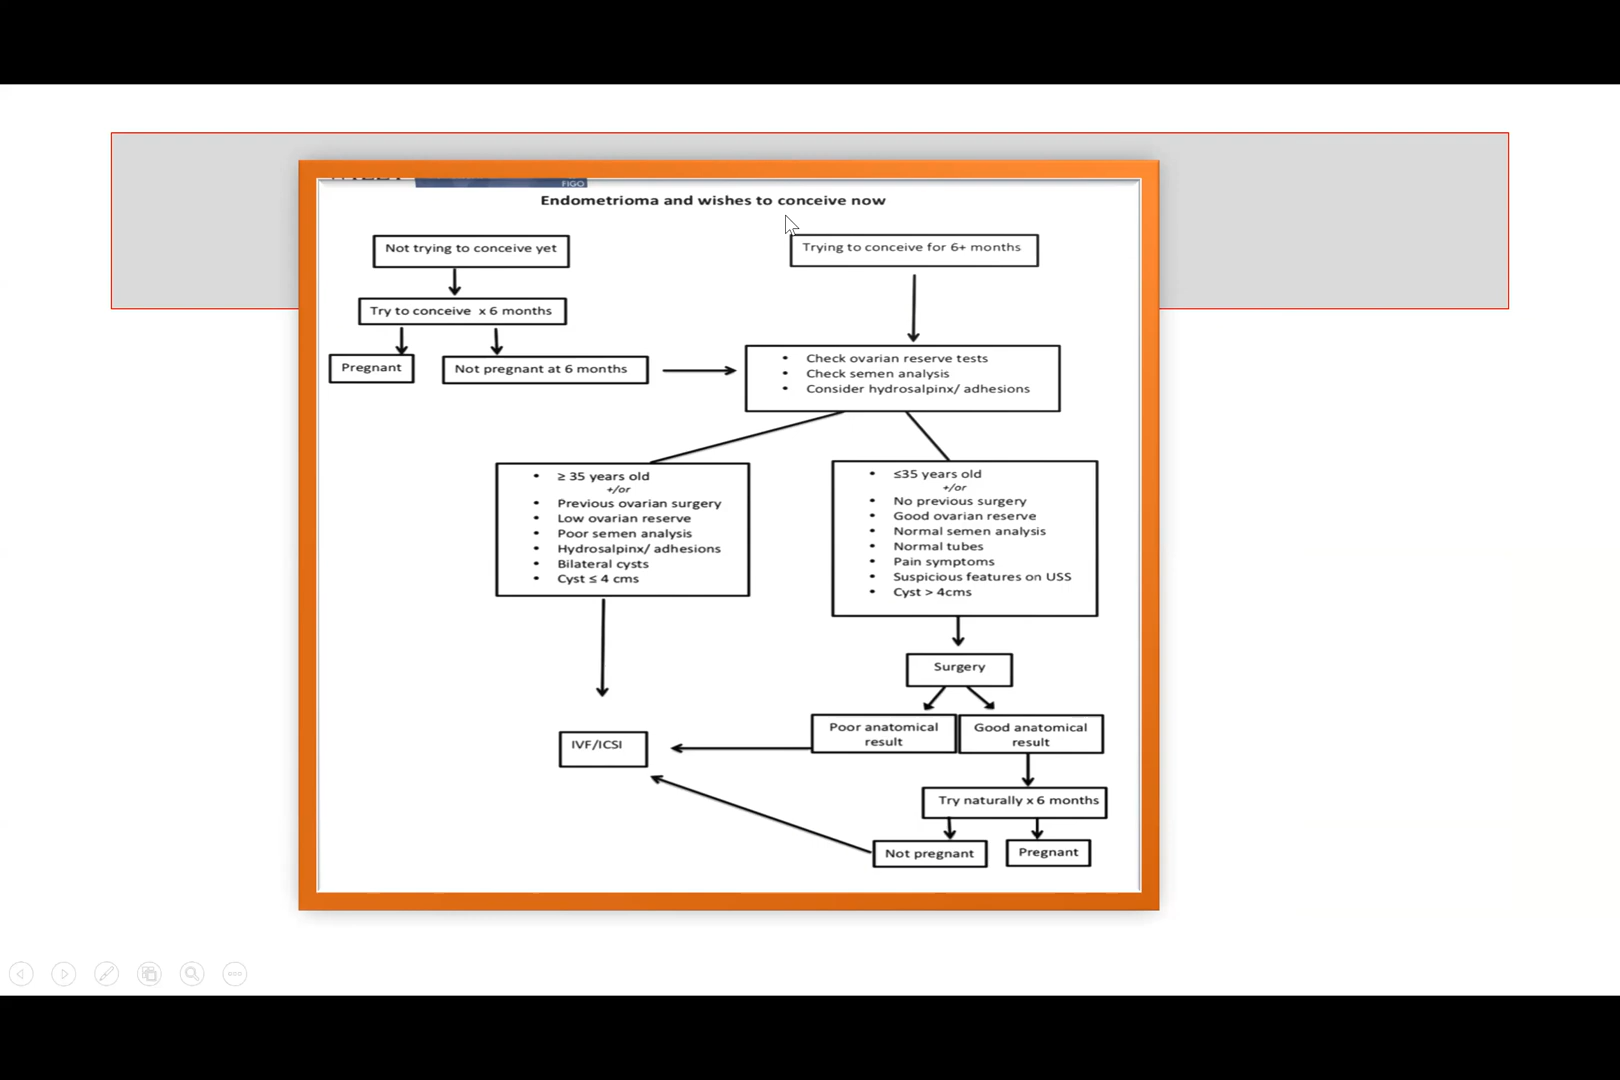 FIGO
Endometrioma and wishes to conceive now
Not trying to conceive yet
Trying to conceive for 6+ months
Try to conceive x 6 months
Pregnant
Not pregnant at 6 months
• Check ovarian reserve tests
• Check semen analysis
• Consider hydrosalpinx/ adhesions
• ≥ 35 years old
+/or
• Previous ovarian surgery
• Low ovarian reserve
• Poor semen analysis
• Hydrosalpinx/ adhesions
• Bilateral cysts
• Cyst ≤ 4 cms
• ≤35 years old
+/or
• No previous surgery
• Good ovarian reserve
• Normal semen analysis
• Normal tubes
• Pain symptoms
• Suspicious features on USS
• Cyst > 4cms
Surgery
Poor anatomical
result
Good anatomical
result
IVF/ICSI
Try naturally x 6 months
Not pregnant
Pregnant